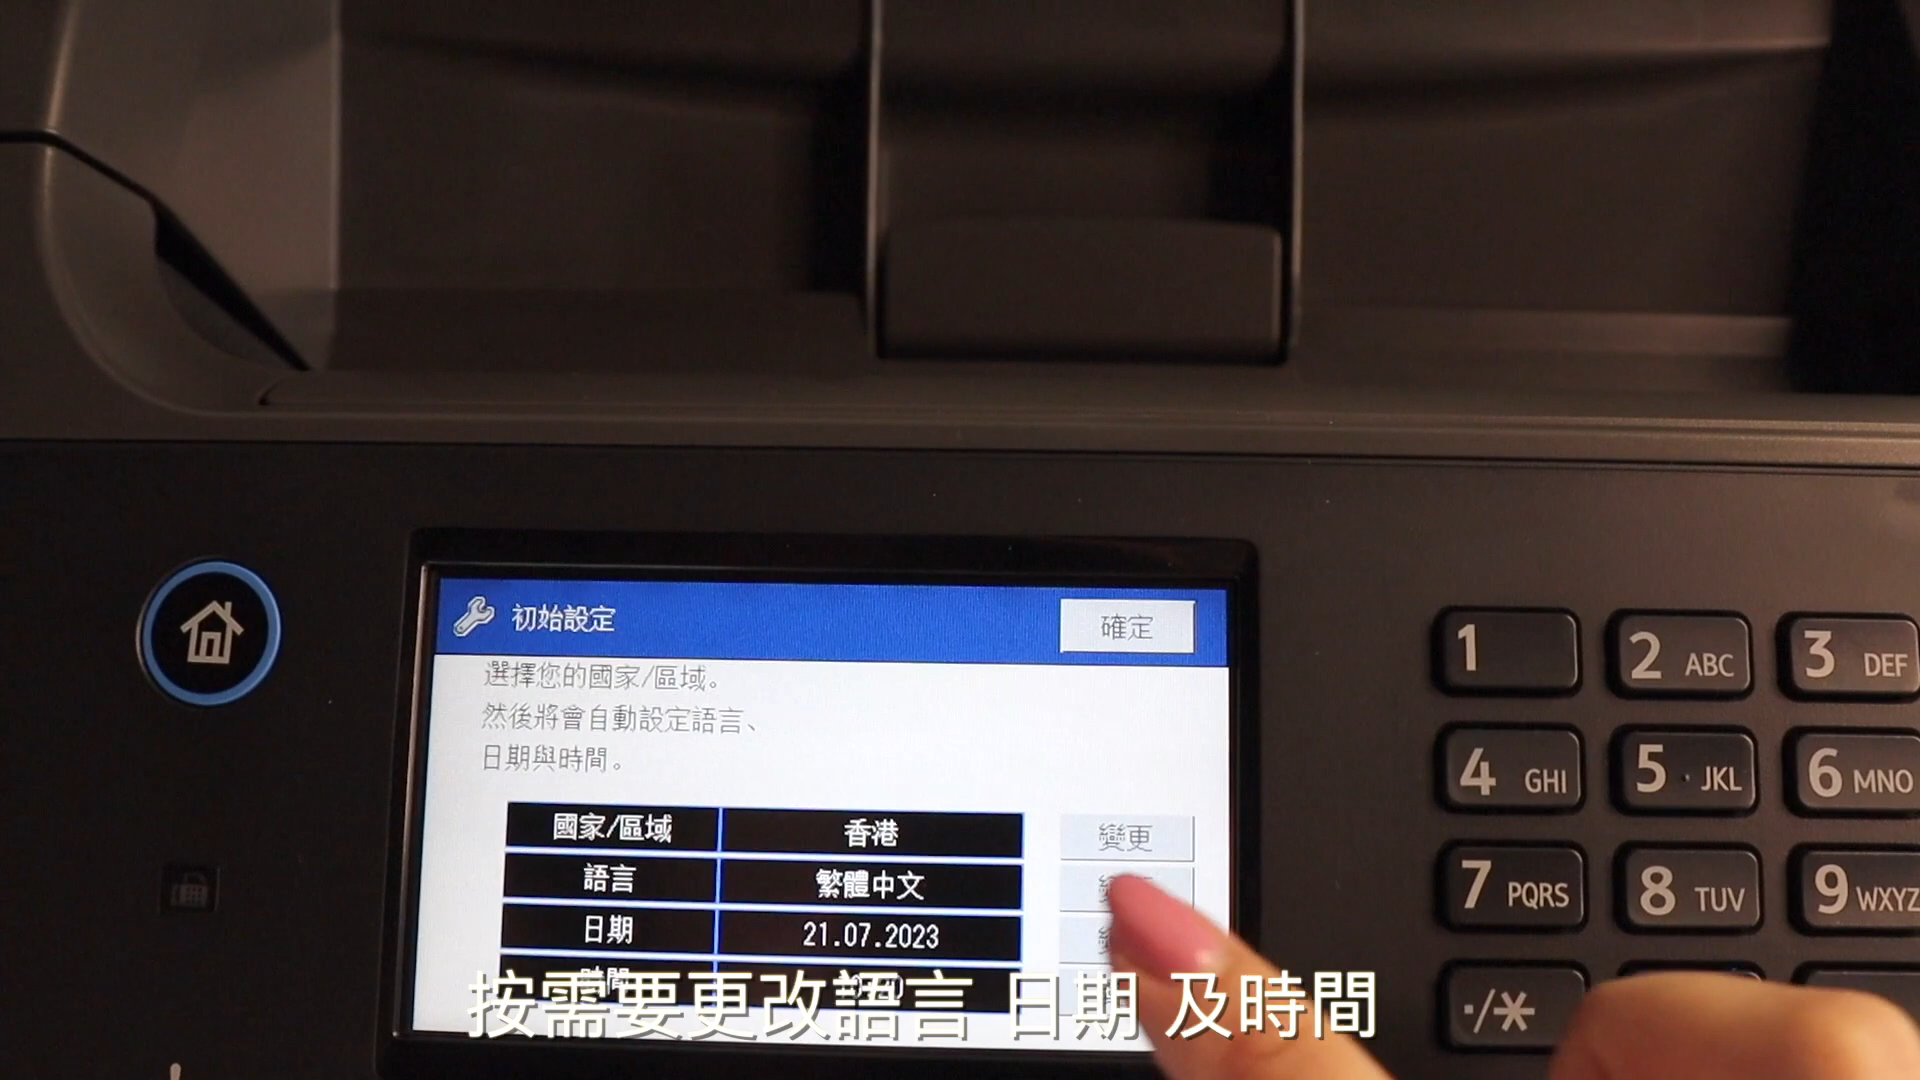 初始設定
確定
選擇您的國家/區域。
然後將會自動設定語言、
日期與時間。
國家/區域 香港 變更
語言 繁體中文
日期 21.07.2023
時間
按需要更改語言 日期 及時間
1
2 ABC
3 DEF
4 GHI
5 JKL
6 MNO
7 PQRS
8 TUV
9 WXYZ
·/*